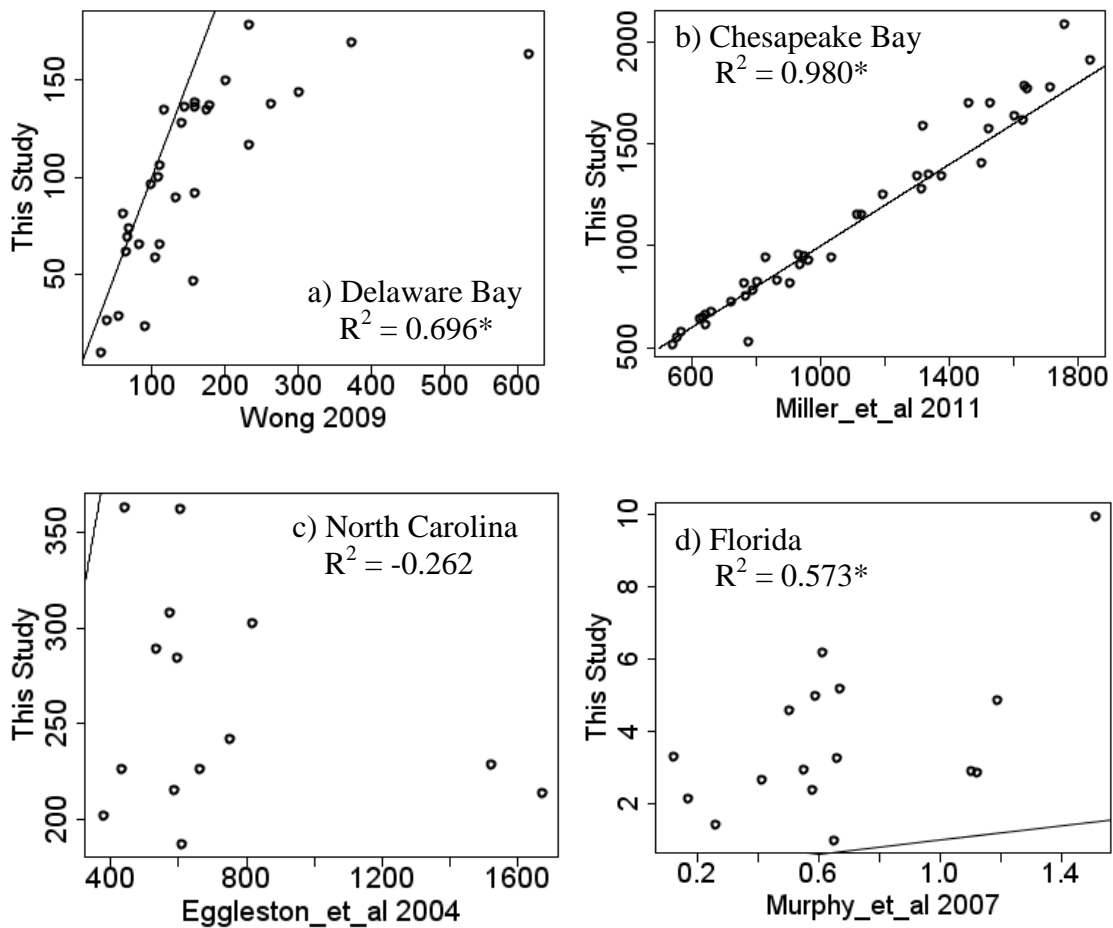 a) Delaware Bay
R² = 0.696*
This Study
50 100 150
100 200 300 400 500 600
Wong 2009
b) Chesapeake Bay
R² = 0.980*
This Study
500 1000 1500 2000
600 1000 1400 1800
Miller_et_al 2011
c) North Carolina
R² = -0.262
This Study
200 250 300 350
400 800 1200 1600
Eggleston_et_al 2004
d) Florida
R² = 0.573*
This Study
2 4 6 8 10
0.2 0.6 1.0 1.4
Murphy_et_al 2007